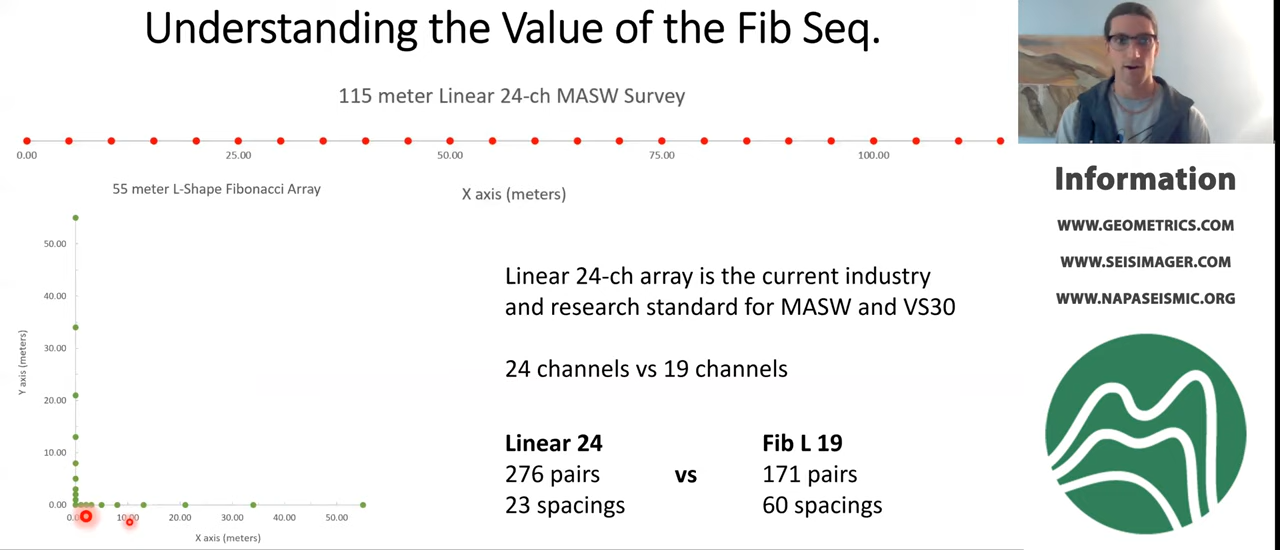 Understanding the Value of the Fib Seq.
115 meter Linear 24-ch MASW Survey
0.00 25.00 50.00 75.00 100.00
55 meter L-Shape Fibonacci Array
X axis (meters)
50.00
40.00
30.00
20.00
10.00
0.00
Y axis (meters)
10.00 20.00 30.00 40.00 50.00
X axis (meters)
Linear 24-ch array is the current industry
and research standard for MASW and VS30
24 channels vs 19 channels
Linear 24 Fib L 19
276 pairs vs 171 pairs
23 spacings 60 spacings
Information
WWW.GEOMETRICS.COM
WWW.SEISIMAGER.COM
WWW.NAPASEISMIC.ORG